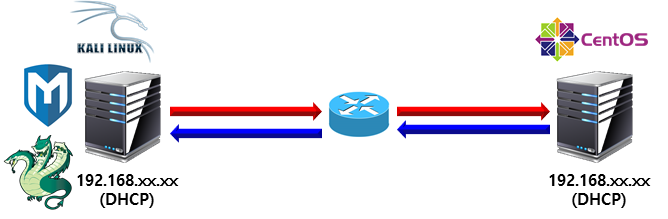 KALI LINUX
CentOS
M
192.168.xx.xx
(DHCP)
192.168.xx.xx
(DHCP)